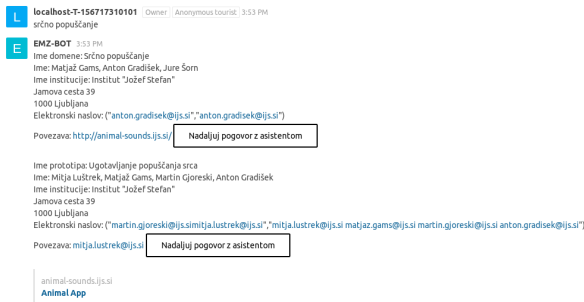 L
localhost-T-156717310101 Owner Anonymous tourist 3:53 PM
srčno popuščanje
E
EMZ-BOT 3:53 PM
Ime domene: Srčno popuščanje
Ime: Matjaž Gams, Anton Gradišek, Jure Šorn
Ime institucije: Institut "Jožef Stefan"
Jamova cesta 39
1000 Ljubljana
Elektronski naslov: ("anton.gradisek@ijs.si","anton.gradisek@ijs.si")
Povezava: http://animal-sounds.ijs.si/ Nadaljuj pogovor z asistentom
Ime prototipa: Ugotavljanje popuščanja srca
Ime: Mitja Luštrek, Matjaž Gams, Martin Gjoreski, Anton Gradišek
Ime institucije: Institut "Jožef Stefan"
Jamova cesta 39
1000 Ljubljana
Elektronski naslov: ("martin.gjoreski@ijs.simitja.lustrek@ijs.si","mitja.lustrek@ijs.si matjaz.gams@ijs.si martin.gjoreski@ijs.si anton.gradisek@ijs.si")
Povezava: mitja.lustrek@ijs.si Nadaljuj pogovor z asistentom
animal-sounds.ijs.si
Animal App